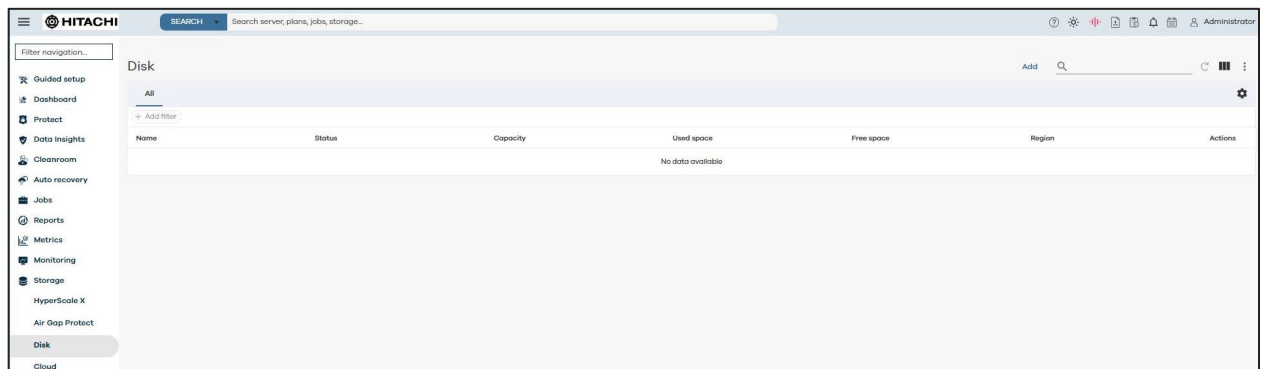 HITACHI
SEARCH
Search server, plans, jobs, storage...
Administrator
Filter navigation...
Guided setup
Dashboard
Protect
Data Insights
Cleanroom
Auto recovery
Jobs
Reports
Metrics
Monitoring
Storage
HyperScale X
Air Gap Protect
Disk
Cloud
Disk
Add
All
+ Add filter
Name Status Capacity Used space Free space Region Actions
No data available